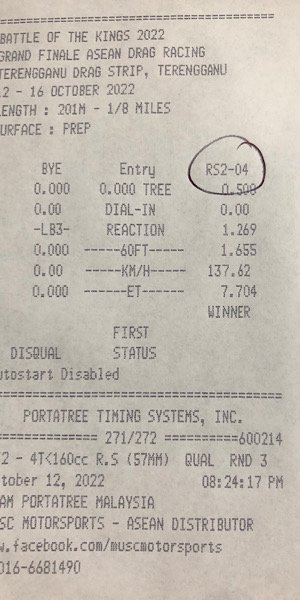 ================================
BATTLE OF THE KINGS 2022
GRAND FINALE ASEAN DRAG RACING
TERENGGANU DRAG STRIP, TERENGGANU
12 - 16 OCTOBER 2022
LENGTH : 201M - 1/8 MILES
SURFACE : PREP
BYE Entry RS2-04
0.000 0.000 TREE 0.500
0.00 DIAL-IN 0.00
-LB3- REACTION 1.269
0.000 -----60FT----- 1.655
0.00 -----KM/H----- 137.62
0.000 ------ET------ 7.704
WINNER
FIRST
DISQUAL STATUS
utostart Disabled
================================
PORTATREE TIMING SYSTEMS, INC.
============ 271/272 ==========600214
2 - 4T<160cc R.S (57MM) QUAL RND 3
tober 12, 2022 08:24:17 PM
AM PORTATREE MALAYSIA
SC MOTORSPORTS - ASEAN DISTRIBUTOR
w.facebook.com/muscmotorsports
016-6681490